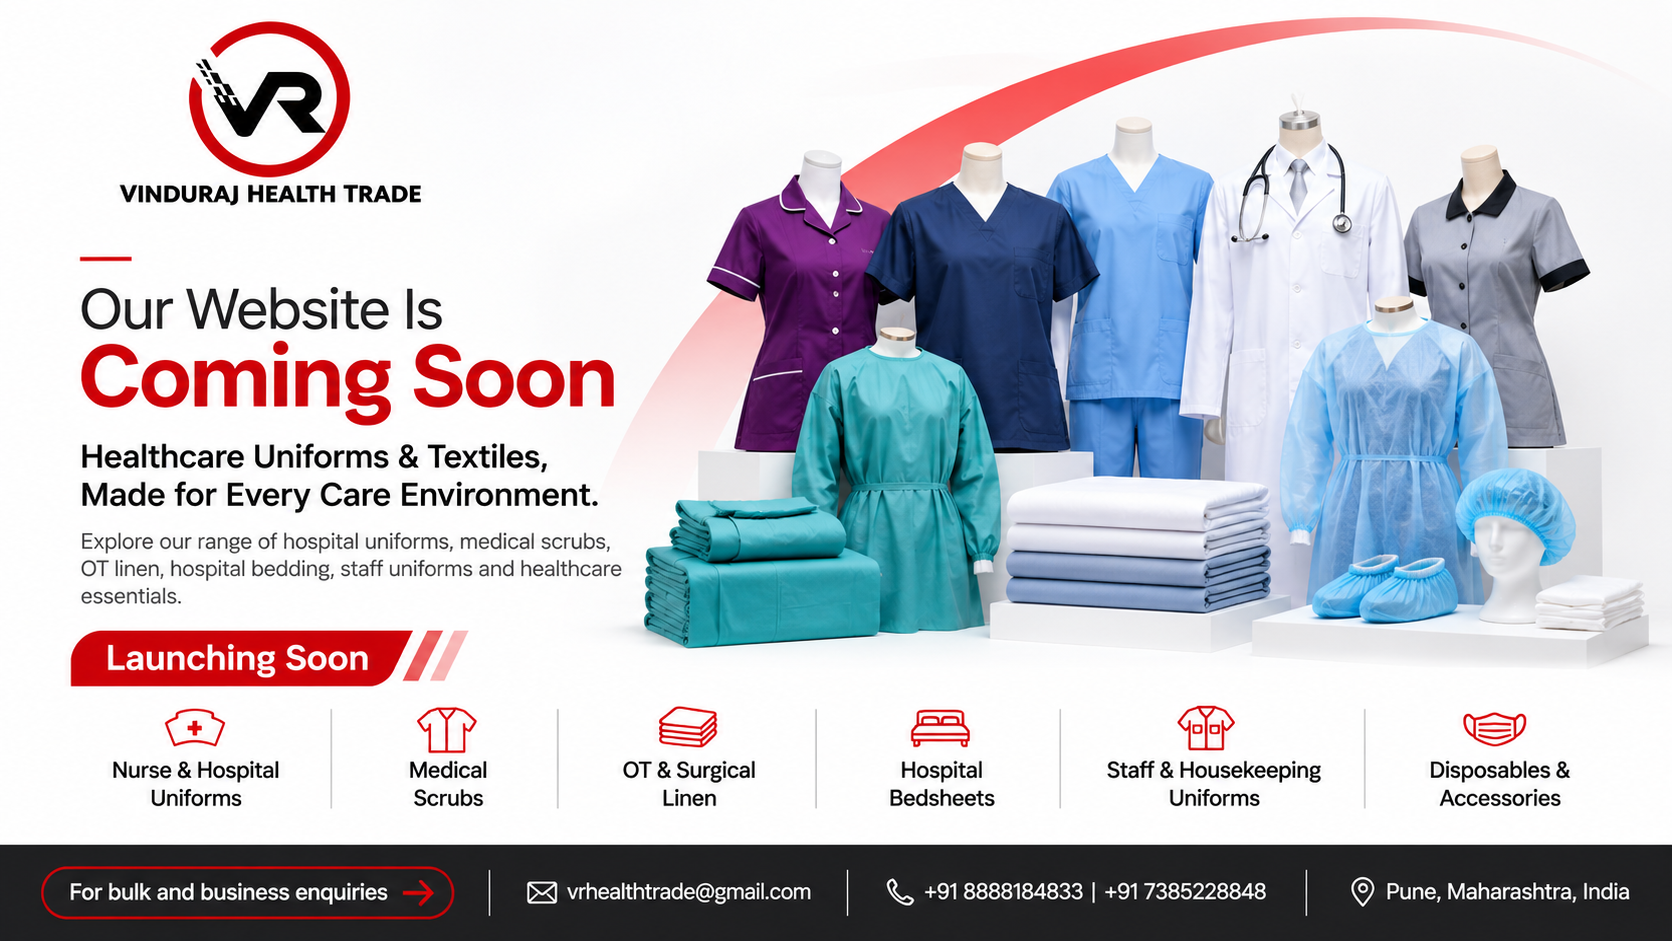 VR
VINDURAJ HEALTH TRADE
Our Website Is
Coming Soon
Healthcare Uniforms & Textiles,
Made for Every Care Environment.
Explore our range of hospital uniforms, medical scrubs,
OT linen, hospital bedding, staff uniforms and healthcare
essentials.
Launching Soon
Nurse & Hospital
Uniforms
Medical
Scrubs
OT & Surgical
Linen
Hospital
Bedsheets
Staff & Housekeeping
Uniforms
Disposables &
Accessories
For bulk and business enquiries
vrhealthtrade@gmail.com
+91 8888184833 | +91 7385228848
Pune, Maharashtra, India